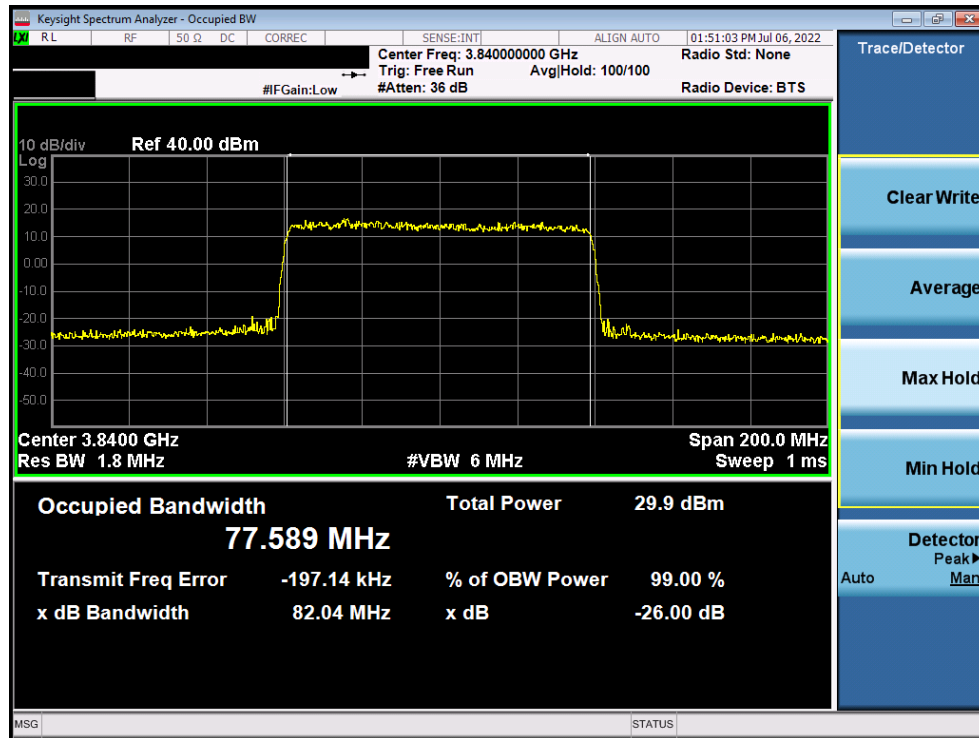 Keysight Spectrum Analyzer - Occupied BW
LXI RL RF 50 Ω DC CORREC SENSE:INT ALIGN AUTO 01:51:03 PM Jul 06, 2022
Center Freq: 3.840000000 GHz Radio Std: None
Trig: Free Run Avg|Hold: 100/100
#IFGain:Low #Atten: 36 dB Radio Device: BTS
Trace/Detector
10 dB/div Ref 40.00 dBm
Log
30.0
20.0
10.0
0.00
-10.0
-20.0
-30.0
-40.0
-50.0
Center 3.8400 GHz Span 200.0 MHz
Res BW 1.8 MHz #VBW 6 MHz Sweep 1 ms
Occupied Bandwidth Total Power 29.9 dBm
77.589 MHz
Transmit Freq Error -197.14 kHz % of OBW Power 99.00 %
x dB Bandwidth 82.04 MHz x dB -26.00 dB
Clear Write
Average
Max Hold
Min Hold
Detector
Peak▶
Auto Man
MSG STATUS